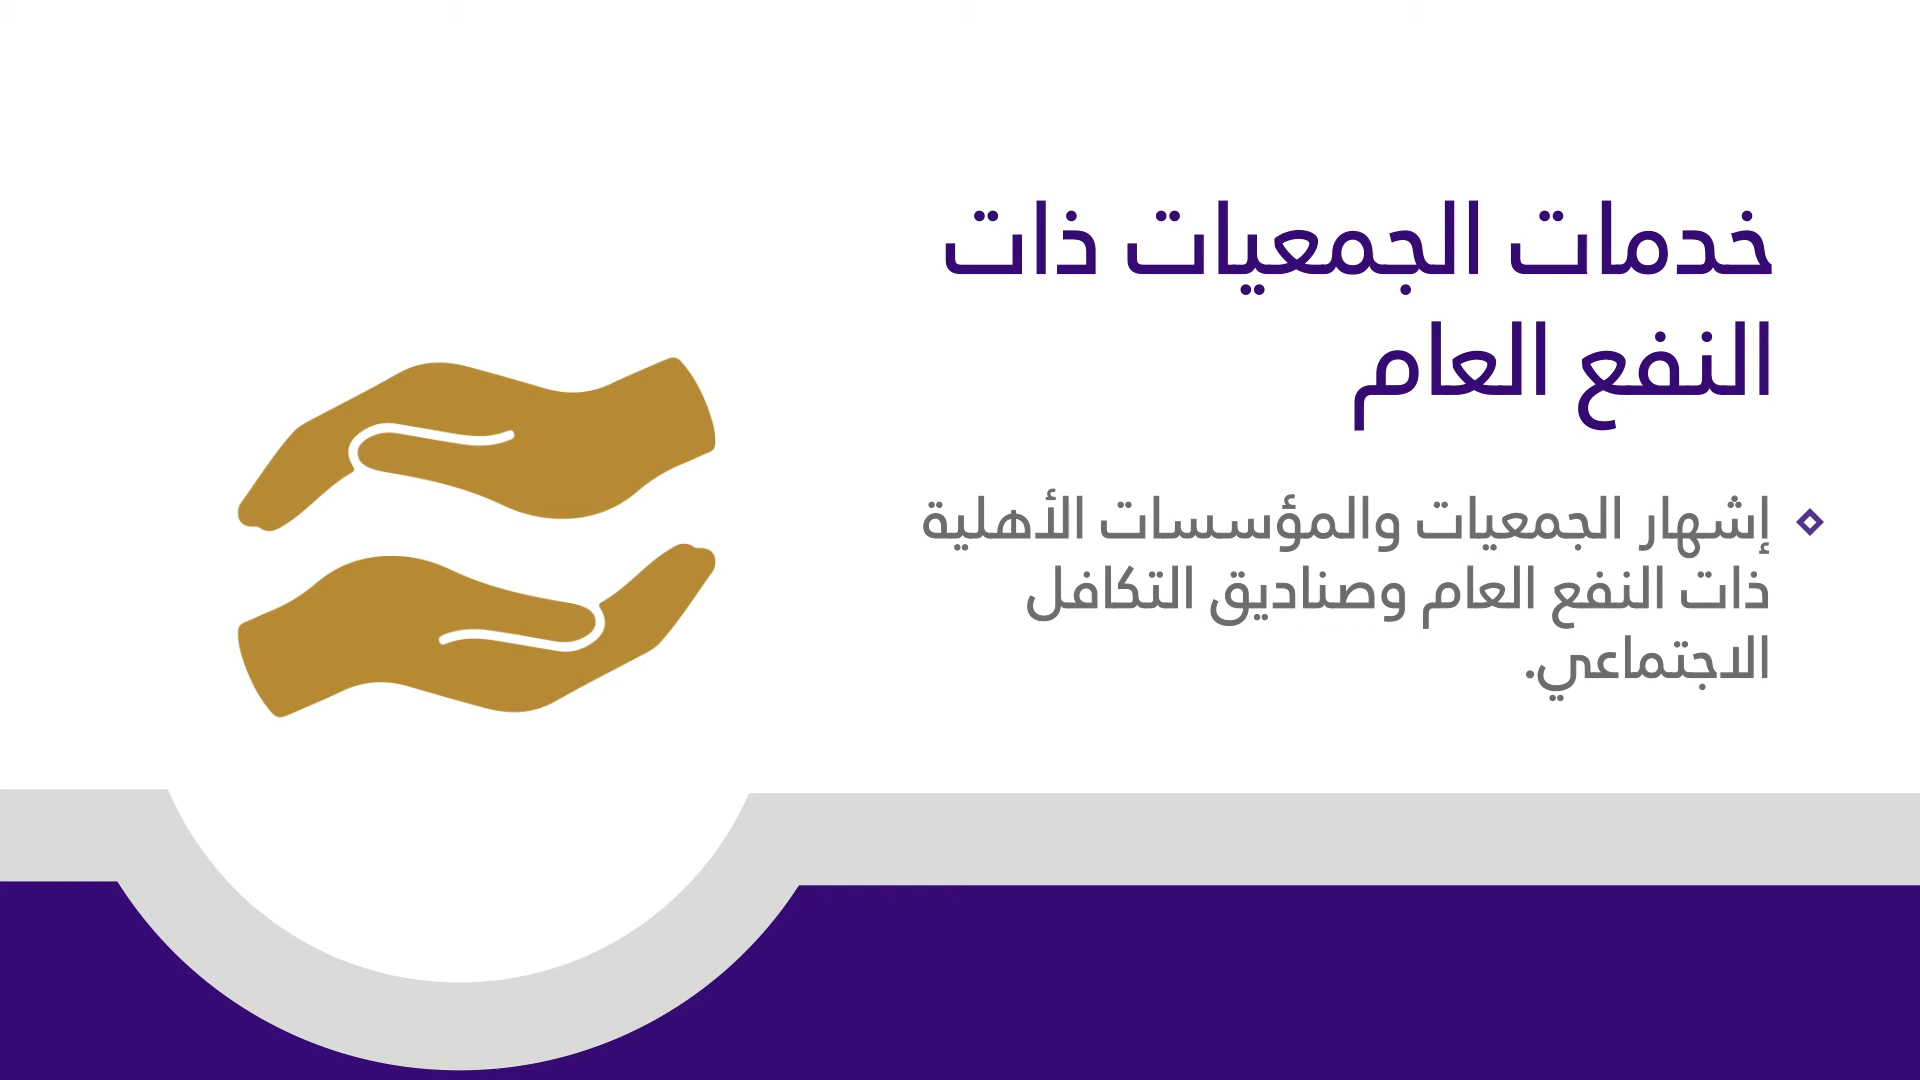 خدمات الجمعيات ذات
النفع العام
إشهار الجمعيات والمؤسسات الأهلية
ذات النفع العام وصناديق التكافل
الاجتماعي.